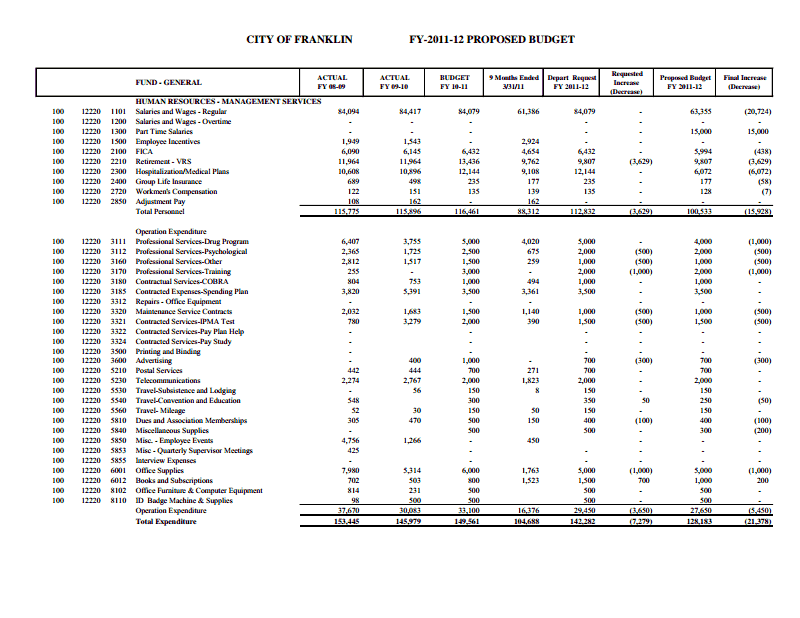 CITY OF FRANKLIN FY-2011-12 PROPOSED BUDGET
FUND - GENERAL ACTUAL FY 08-09 ACTUAL FY 09-10 BUDGET FY 10-11 9 Months Ended 3/31/11 Depart Request FY 2011-12 Requested Increase (Decrease) Proposed Budget FY 2011-12 Final Increase (Decrease)
HUMAN RESOURCES - MANAGEMENT SERVICES
100 12220 1101 Salaries and Wages - Regular 84,094 84,417 84,079 61,386 84,079 - 63,355 (20,724)
100 12220 1200 Salaries and Wages - Overtime - - - - - - -
100 12220 1300 Part Time Salaries - - - - - 15,000 15,000
100 12220 1500 Employee Incentives 1,949 1,543 - 2,924 - - -
100 12220 2100 FICA 6,090 6,145 6,432 4,654 6,432 - 5,994 (438)
100 12220 2210 Retirement - VRS 11,964 11,964 13,436 9,762 9,807 (3,629) 9,807 (3,629)
100 12220 2300 Hospitalization/Medical Plans 10,608 10,896 12,144 9,108 12,144 - 6,072 (6,072)
100 12220 2400 Group Life Insurance 689 498 235 177 235 - 177 (58)
100 12220 2720 Workmen's Compensation 122 151 135 139 135 - 128 (7)
100 12220 2850 Adjustment Pay 108 162 162 - -
Total Personnel 115,775 115,896 116,461 88,312 112,832 (3,629) 100,533 (15,928)
Operation Expenditure
100 12220 3111 Professional Services-Drug Program 6,407 3,755 5,000 4,020 5,000 - 4,000 (1,000)
100 12220 3112 Professional Services-Psychological 2,365 1,725 2,500 675 2,000 (500) 2,000 (500)
100 12220 3160 Professional Services-Other 2,812 1,517 1,500 259 1,000 (500) 1,000 (500)
100 12220 3170 Professional Services-Training 255 - 3,000 - 2,000 (1,000) 2,000 (1,000)
100 12220 3180 Contractual Services-COBRA 804 753 1,000 494 1,000 - 1,000 -
100 12220 3185 Contracted Expenses-Spending Plan 3,820 5,391 3,500 3,361 3,500 - 3,500 -
100 12220 3312 Repairs - Office Equipment - - - - - - -
100 12220 3320 Maintenance Service Contracts 2,032 1,683 1,500 1,140 1,000 (500) 1,000 (500)
100 12220 3321 Contracted Services-IPMA Test 780 3,279 2,000 390 1,500 (500) 1,500 (500)
100 12220 3322 Contracted Services-Pay Plan Help - - - - - - -
100 12220 3324 Contracted Services-Pay Study - - - - - - -
100 12220 3500 Printing and Binding - - - - - -
100 12220 3600 Advertising 400 1,000 - 700 (300) 700 (300)
100 12220 5210 Postal Services 442 444 700 271 700 - 700 -
100 12220 5230 Telecommunications 2,274 2,767 2,000 1,823 2,000 - 2,000 -
100 12220 5530 Travel-Subsistence and Lodging - 56 150 8 150 - 150 -
100 12220 5540 Travel-Convention and Education 548 300 350 50 250 (50)
100 12220 5560 Travel- Mileage 52 30 150 50 150 - 150 -
100 12220 5810 Dues and Association Memberships 305 470 500 150 400 (100) 400 (100)
100 12220 5840 Miscellaneous Supplies - 500 500 - 300 (200)
100 12220 5850 Misc. - Employee Events 4,756 1,266 - 450 - - -
100 12220 5853 Misc - Quarterly Supervisor Meetings 425 - - - -
100 12220 5855 Interview Expenses - - - - - -
100 12220 6001 Office Supplies 7,980 5,314 6,000 1,763 5,000 (1,000) 5,000 (1,000)
100 12220 6012 Books and Subscriptions 702 503 800 1,523 1,500 700 1,000 200
100 12220 8102 Office Furniture & Computer Equipment 814 231 500 500 - 500 -
100 12220 8110 ID Badge Machine & Supplies 98 500 500 500 - 500 -
Operation Expenditure 37,670 30,083 33,100 16,376 29,450 (3,650) 27,650 (5,450)
Total Expenditure 153,445 145,979 149,561 104,688 142,282 (7,279) 128,183 (21,378)